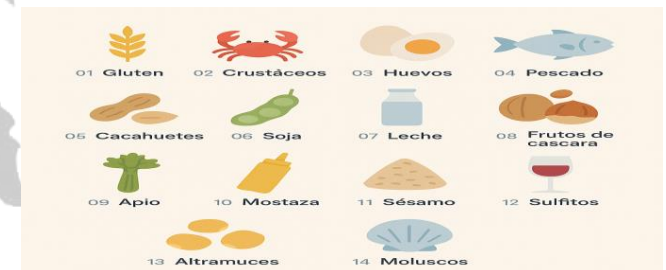 01 Gluten
02 Crustáceos
03 Huevos
04 Pescado
05 Cacahuetes
06 Soja
07 Leche
08 Frutos de
cascara
09 Apio
10 Mostaza
11 Sésamo
12 Sulfitos
13 Altramuces
14 Moluscos